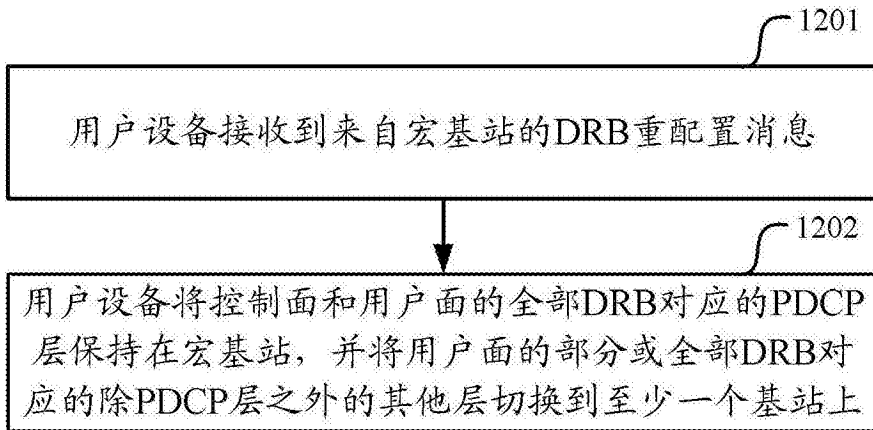 1201
用户设备接收到来自宏基站的DRB重配置消息
1202
用户设备将控制面和用户面的全部DRB对应的PDCP
层保持在宏基站，并将用户面的部分或全部DRB对
应的除PDCP层之外的其他层切换到至少一个基站上